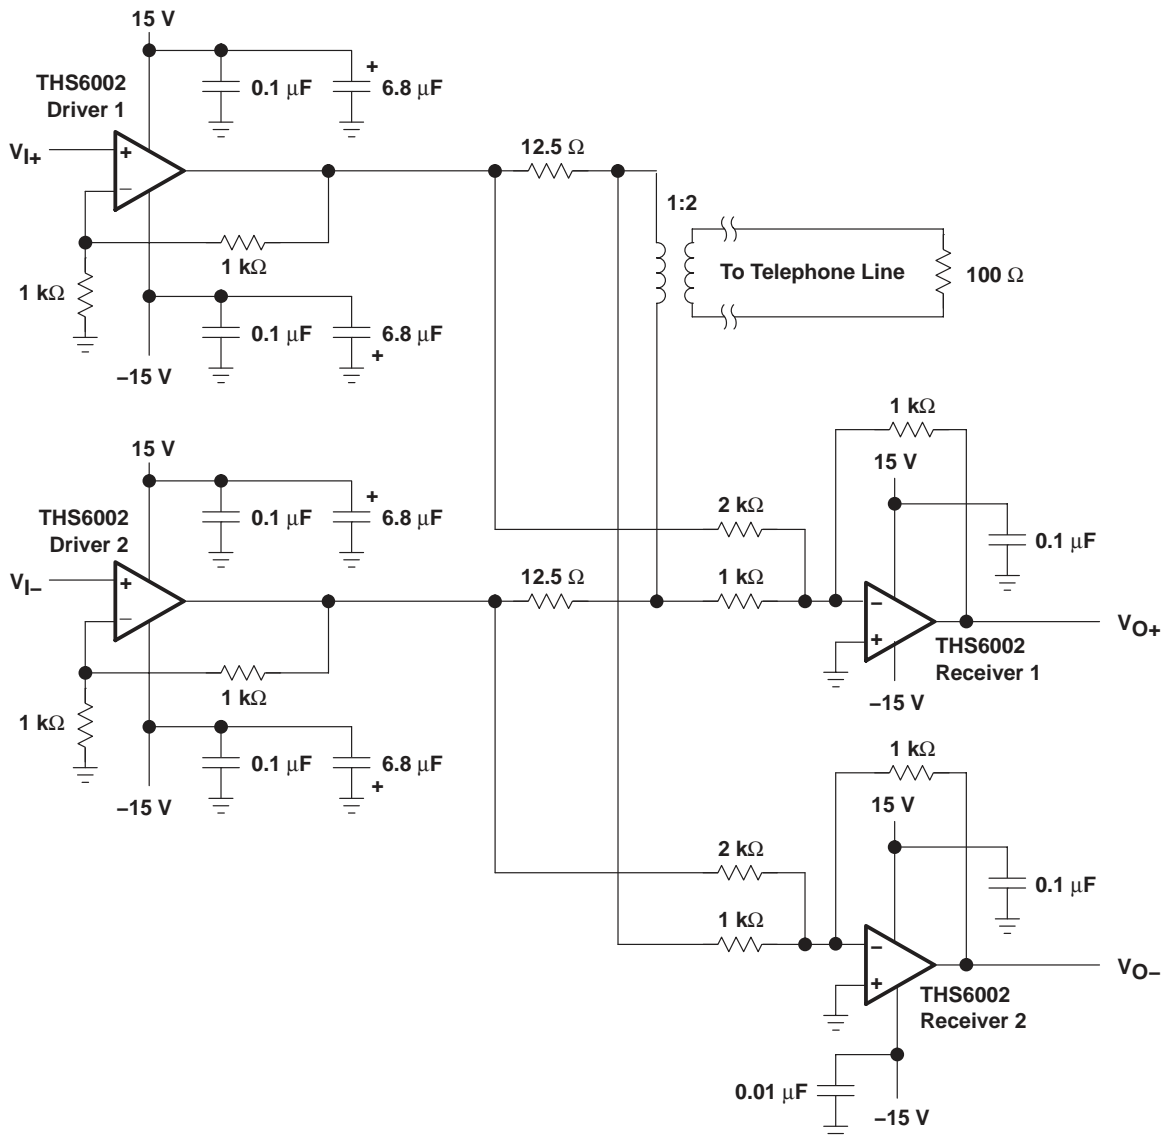 15 V
THS6002
Driver 1
0.1 μF
+
6.8 μF
VI+
+
−
12.5 Ω
1:2
1 kΩ
To Telephone Line
100 Ω
1 kΩ
0.1 μF
6.8 μF
+
–15 V
1 kΩ
15 V
15 V
THS6002
Driver 2
0.1 μF
+
6.8 μF
2 kΩ
0.1 μF
VI–
+
−
12.5 Ω
1 kΩ
−
+
VO+
THS6002
Receiver 1
1 kΩ
–15 V
1 kΩ
0.1 μF
6.8 μF
+
–15 V
1 kΩ
15 V
2 kΩ
0.1 μF
1 kΩ
−
+
VO–
THS6002
Receiver 2
0.01 μF
–15 V